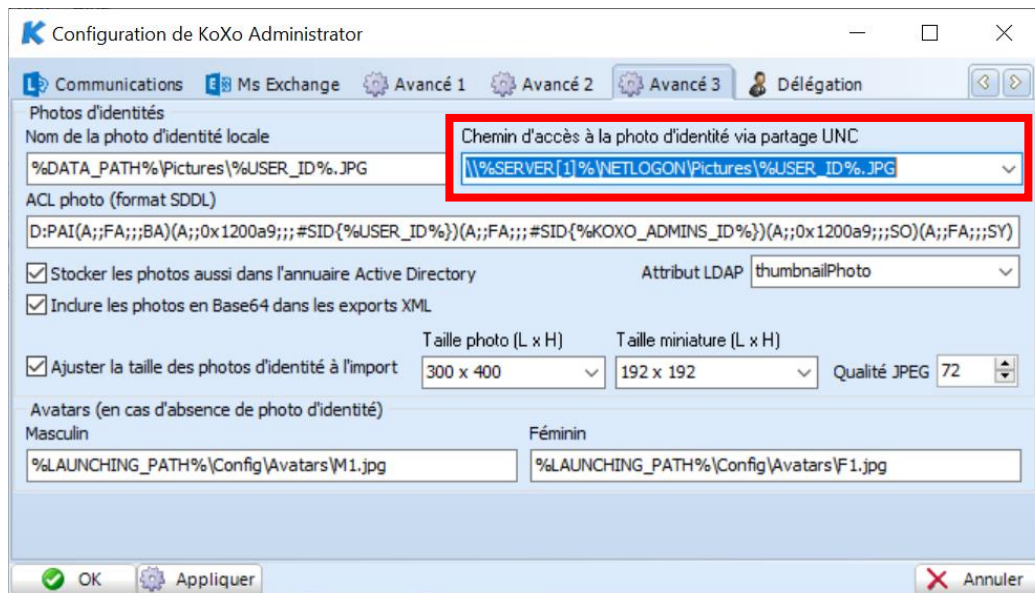 Configuration de KoXo Administrator
Communications Ms Exchange Avancé 1 Avancé 2 Avancé 3 Délégation
Photos d'identités
Nom de la photo d'identité locale Chemin d'accès à la photo d'identité via partage UNC
%DATA_PATH%\Pictures\%USER_ID%.JPG \\%SERVER[1]%\NETLOGON\Pictures\%USER_ID%.JPG
ACL photo (format SDDL)
D:PAI(A;;FA;;;BA)(A;;0x1200a9;;;#SID{%USER_ID%})(A;;FA;;;#SID{%KOXO_ADMINS_ID%})(A;;0x1200a9;;;SO)(A;;FA;;;SY)
Stocker les photos aussi dans l'annuaire Active Directory Attribut LDAP thumbnailPhoto
Inclure les photos en Base64 dans les exports XML
Taille photo (L x H) Taille miniature (L x H)
Ajuster la taille des photos d'identité à l'import 300 x 400 192 x 192 Qualité JPEG 72
Avatars (en cas d'absence de photo d'identité)
Masculin Féminin
%LAUNCHING_PATH%\Config\Avatars\M1.jpg %LAUNCHING_PATH%\Config\Avatars\F1.jpg
OK Appliquer Annuler